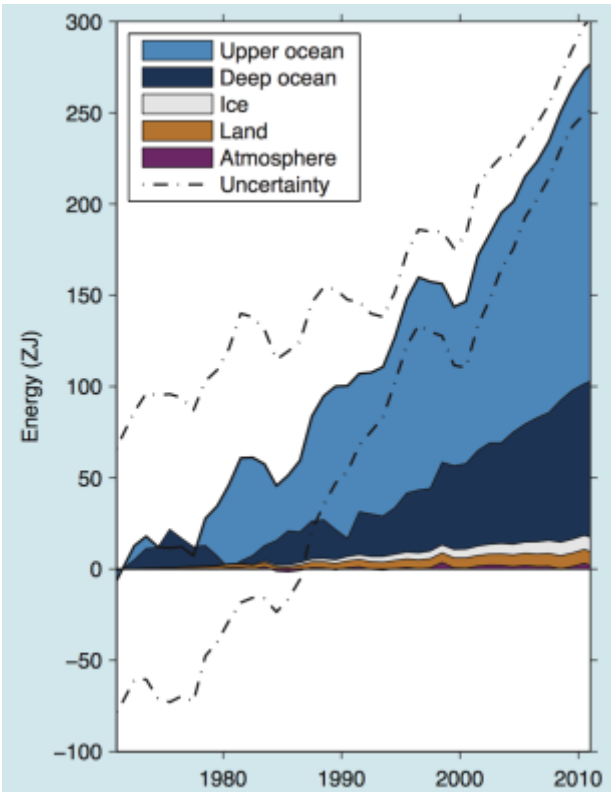 300
250
200
150
100
50
0
−50
−100
Energy (ZJ)
Upper ocean
Deep ocean
Ice
Land
Atmosphere
Uncertainty
1980
1990
2000
2010